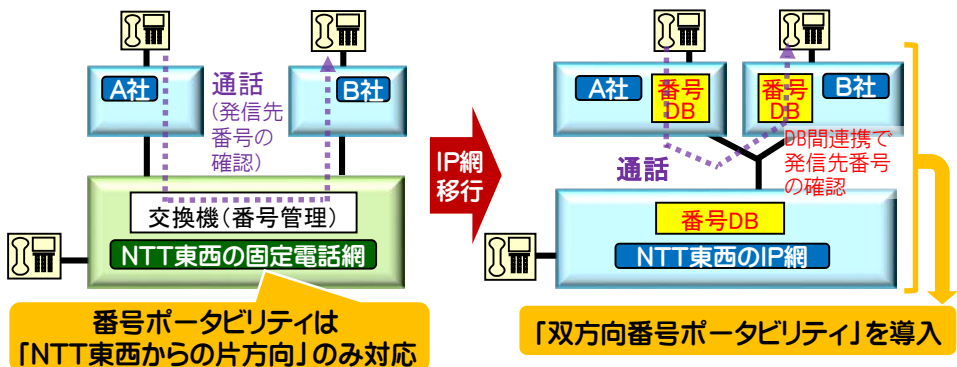 A社
通話
(発信先
番号の
確認)
B社
交換機(番号管理)
NTT東西の固定電話網
番号ポータビリティは
「NTT東西からの片方向」のみ対応
IP網
移行
A社
番号
DB
番号
DB
B社
通話
DB間連携で
発信先番号
の確認
番号DB
NTT東西のIP網
「双方向番号ポータビリティ」を導入